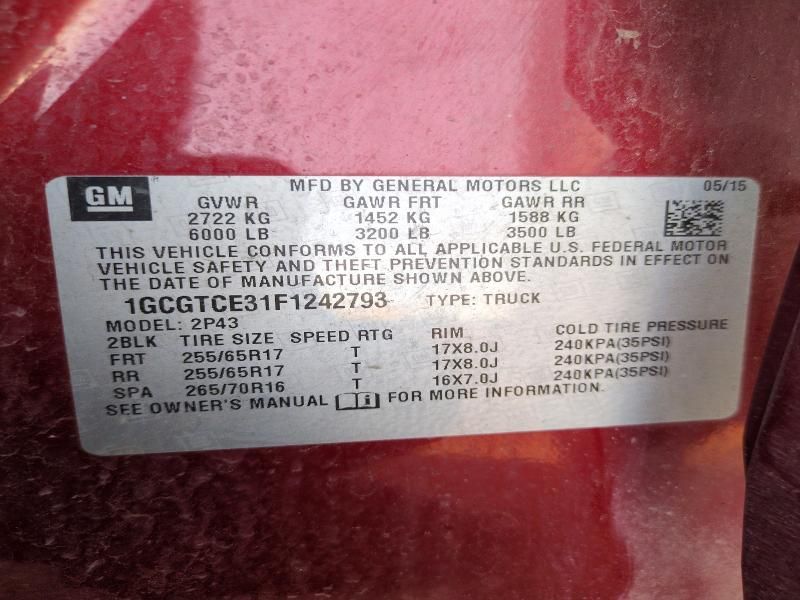 GM MFD BY GENERAL MOTORS LLC 05/15
GVWR GAWR FRT GAWR RR
2722 KG 1452 KG 1588 KG
6000 LB 3200 LB 3500 LB
THIS VEHICLE CONFORMS TO ALL APPLICABLE U.S. FEDERAL MOTOR
VEHICLE SAFETY AND THEFT PREVENTION STANDARDS IN EFFECT ON
THE DATE OF MANUFACTURE SHOWN ABOVE.
1GCGTCE31F1242793 TYPE: TRUCK
MODEL: 2P43
2BLK TIRE SIZE SPEED RTG RIM COLD TIRE PRESSURE
FRT 255/65R17 T 17X8.0J 240KPA(35PSI)
RR 255/65R17 T 17X8.0J 240KPA(35PSI)
SPA 265/70R16 T 16X7.0J 240KPA(35PSI)
SEE OWNER'S MANUAL i FOR MORE INFORMATION.